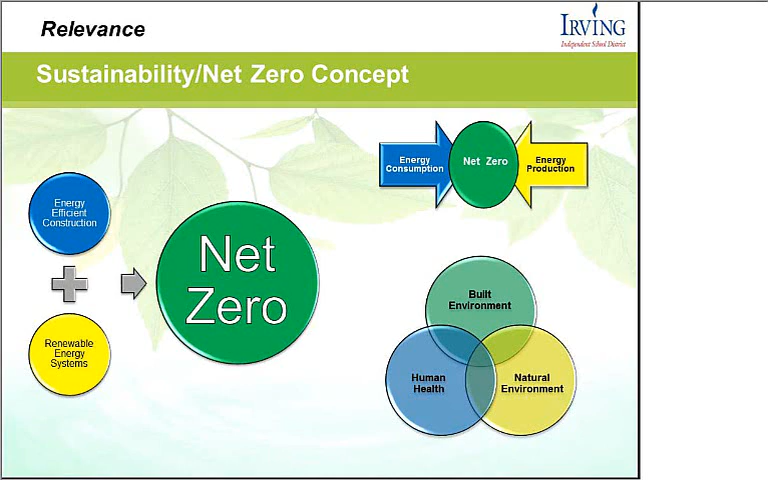 Relevance
IRVING
Independent School District
Sustainability/Net Zero Concept
Energy
Consumption
Net Zero
Energy
Production
Energy
Efficient
Construction
Net
Zero
Renewable
Energy
Systems
Built
Environment
Human
Health
Natural
Environment